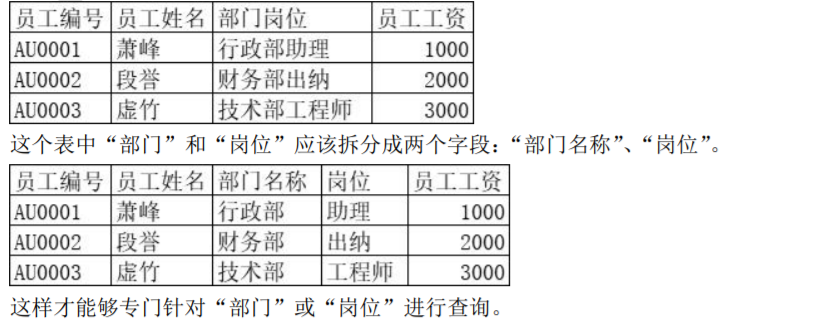 员工编号 员工姓名 部门岗位 员工工资
AU0001 萧峰 行政部助理 1000
AU0002 段誉 财务部出纳 2000
AU0003 虚竹 技术部工程师 3000
这个表中“部门”和“岗位”应该拆分成两个字段：“部门名称”、“岗位”。
员工编号 员工姓名 部门名称 岗位 员工工资
AU0001 萧峰 行政部 助理 1000
AU0002 段誉 财务部 出纳 2000
AU0003 虚竹 技术部 工程师 3000
这样才能够专门针对“部门”或“岗位”进行查询。